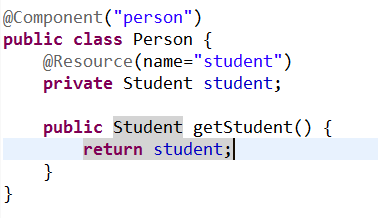 @Component("person")
public class Person {
    @Resource(name="student")
    private Student student;

    public Student getStudent() {
        return student;
    }
}